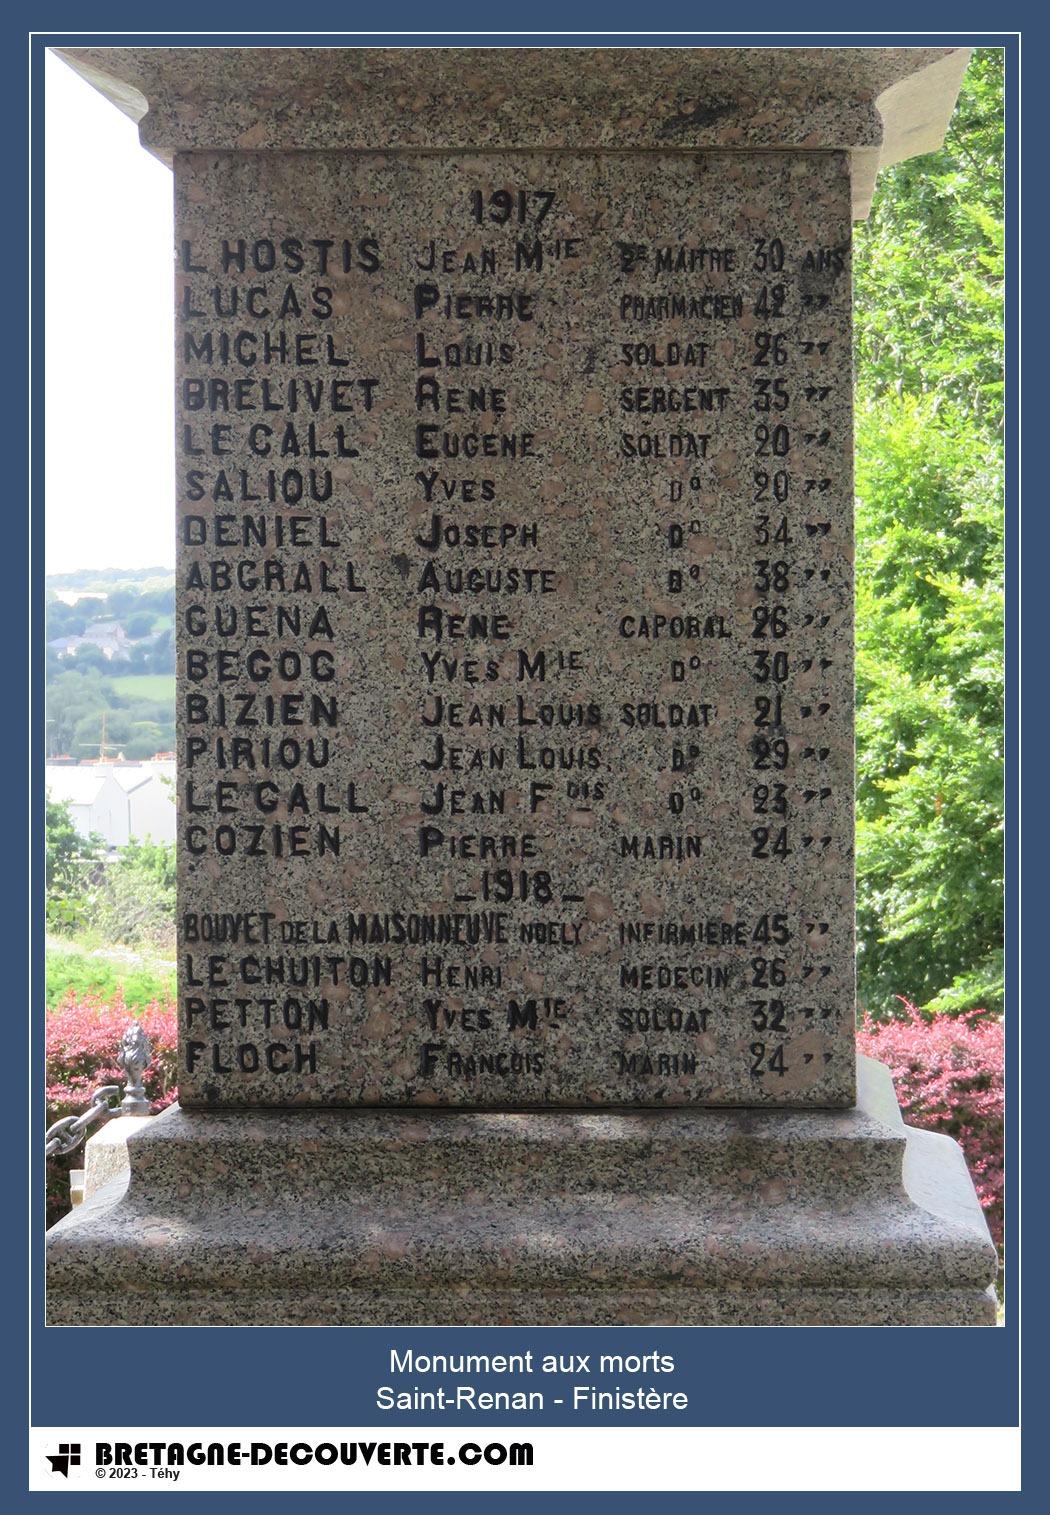 1917
L HOSTIS JEAN MIE 2E MAITRE 30 ANS
LUCAS PIERRE PHARMACIEN 42 ''
MICHEL LOUIS SOLDAT 26 ''
BRELIVET RENE SERGENT 35 ''
LE GALL EUGENE SOLDAT 20 ''
SALIOU YVES Do 20 ''
DENIEL JOSEPH Do 34 ''
ABGRALL AUGUSTE Do 38 ''
GUENA RENE CAPORAL 26 ''
BEGOG YVES MIE Do 30 ''
BIZIEN JEAN LOUIS SOLDAT 21 ''
PIRIOU JEAN LOUIS Do 29 ''
LE GALL JEAN FOIS Do 23 ''
COZIEN PIERRE MARIN 24 ''
_1918_
BOUYET DE LA MAISONNEUVE NOELY INFIRMIERE 45 ''
LE CHUITON HENRI MEDECIN 26 ''
PETTON YVES MIE SOLDAT 32 ''
FLOCH FRANCOIS MARIN 24 ''
Monument aux morts
Saint-Renan - Finistère
BRETAGNE-DECOUVERTE.COM
© 2023 - Téhy